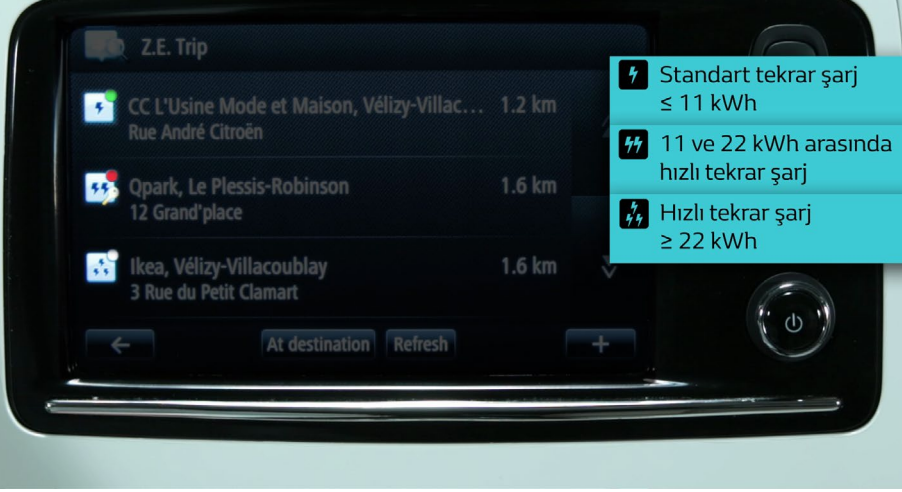 Z.E. Trip
CC L'Usine Mode et Maison, Vélizy-Villac... 1.2 km
Rue André Citroën
Qpark, Le Plessis-Robinson 1.6 km
12 Grand'place
Ikea, Vélizy-Villacoublay 1.6 km
3 Rue du Petit Clamart
At destination Refresh
Standart tekrar şarj
≤ 11 kWh
11 ve 22 kWh arasında
hızlı tekrar şarj
Hızlı tekrar şarj
≥ 22 kWh